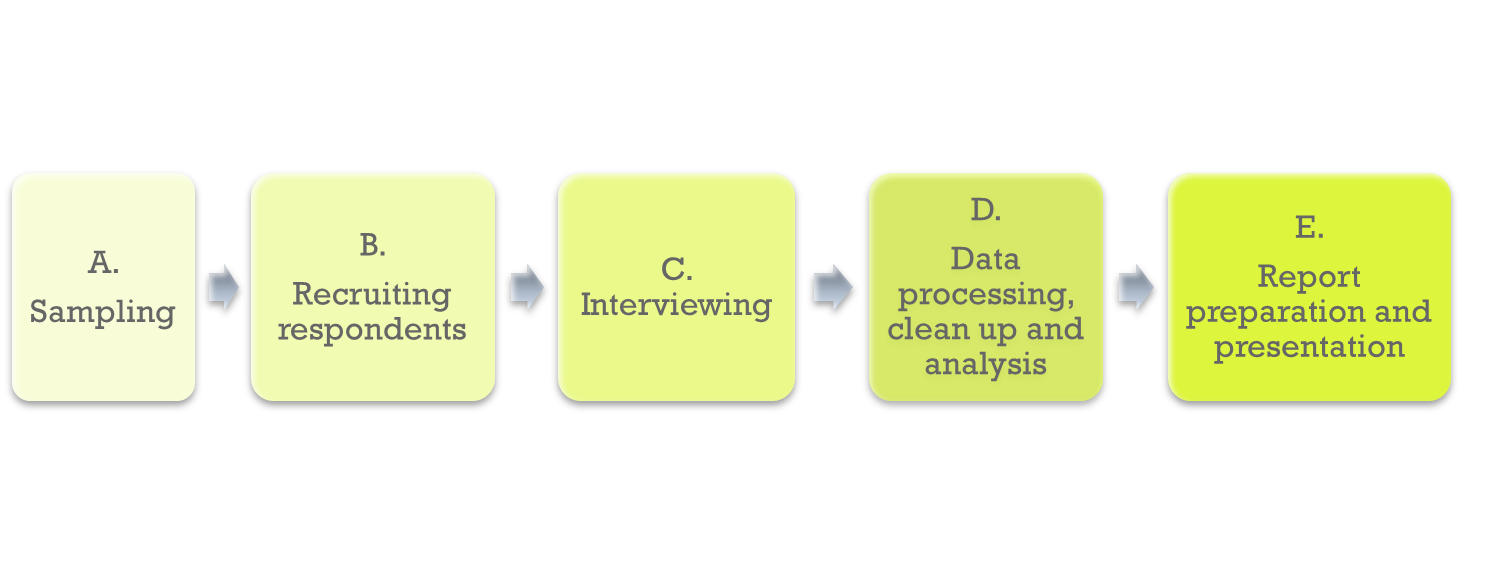 A.
Sampling
B.
Recruiting
respondents
C.
Interviewing
D.
Data
processing,
clean up and
analysis
E.
Report
preparation and
presentation